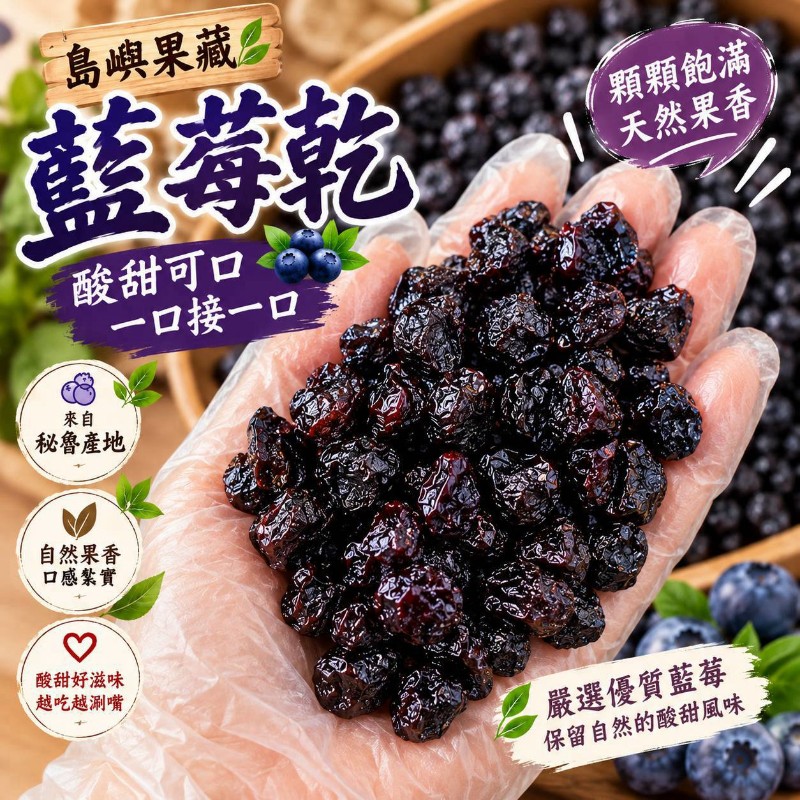 島嶼果藏
藍莓乾
酸甜可口
一口接一口
顆顆飽滿
天然果香
來自
秘魯產地
自然果香
口感紮實
酸甜好滋味
越吃越涮嘴
嚴選優質藍莓
保留自然的酸甜風味